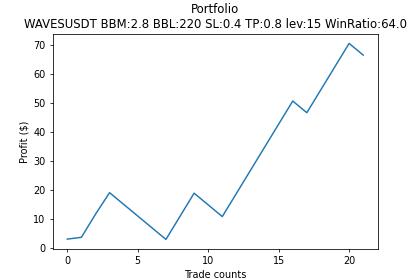 Portfolio
WAVESUSDT BBM:2.8 BBL:220 SL:0.4 TP:0.8 lev:15 WinRatio:64.0
70
60
50
40
30
20
10
0
Profit ($)
0 5 10 15 20
Trade counts